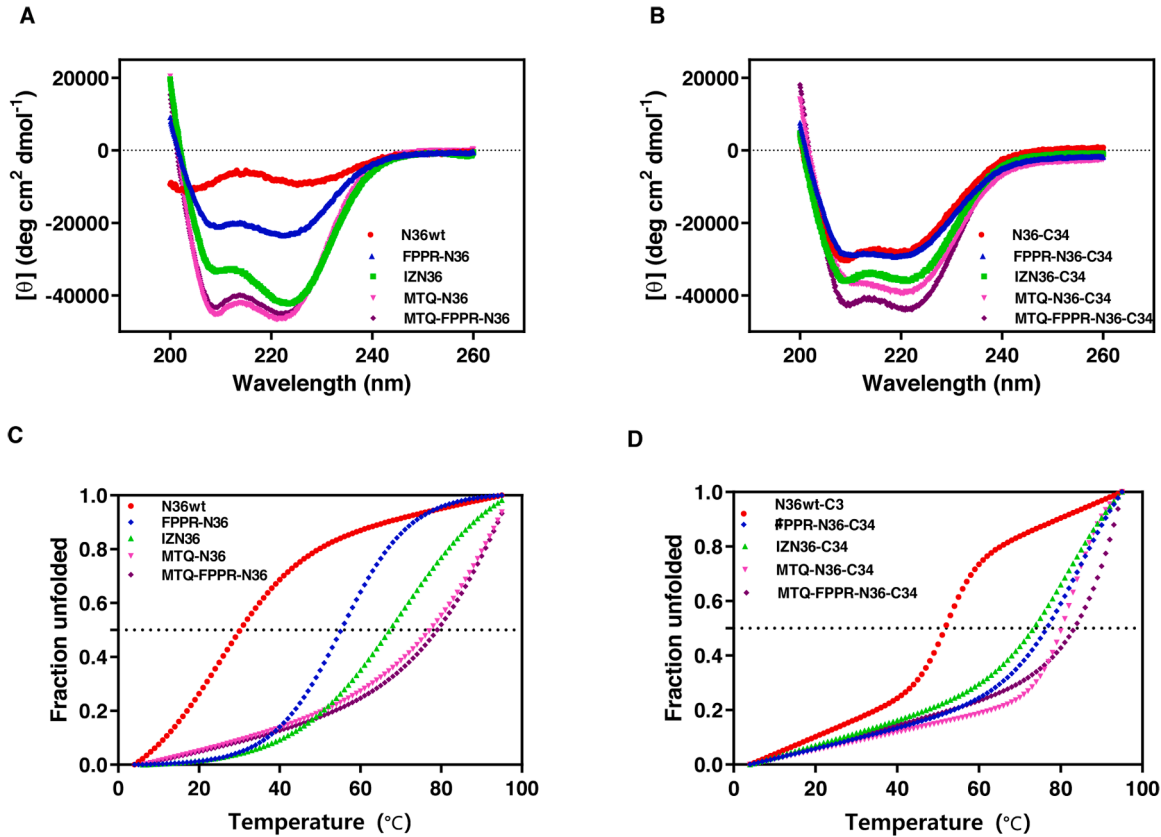 A
20000
0
-20000
-40000
[θ] (deg cm2 dmol-1)
N36wt
FPPR-N36
IZN36
MTQ-N36
MTQ-FPPR-N36
200
220
240
260
Wavelength (nm)
B
20000
0
-20000
-40000
[θ] (deg cm2 dmol-1)
N36-C34
FPPR-N36-C34
IZN36-C34
MTQ-N36-C34
MTQ-FPPR-N36-C34
200
220
240
260
Wavelength (nm)
C
1.0
0.8
0.6
0.4
0.2
0.0
Fraction unfolded
N36wt
FPPR-N36
IZN36
MTQ-N36
MTQ-FPPR-N36
0
20
40
60
80
100
Temperature (℃)
D
1.0
0.8
0.6
0.4
0.2
0.0
Fraction unfolded
N36wt-C3
4
FPPR-N36-C34
IZN36-C34
MTQ-N36-C34
MTQ-FPPR-N36-C34
0
20
40
60
80
100
Temperature (℃)